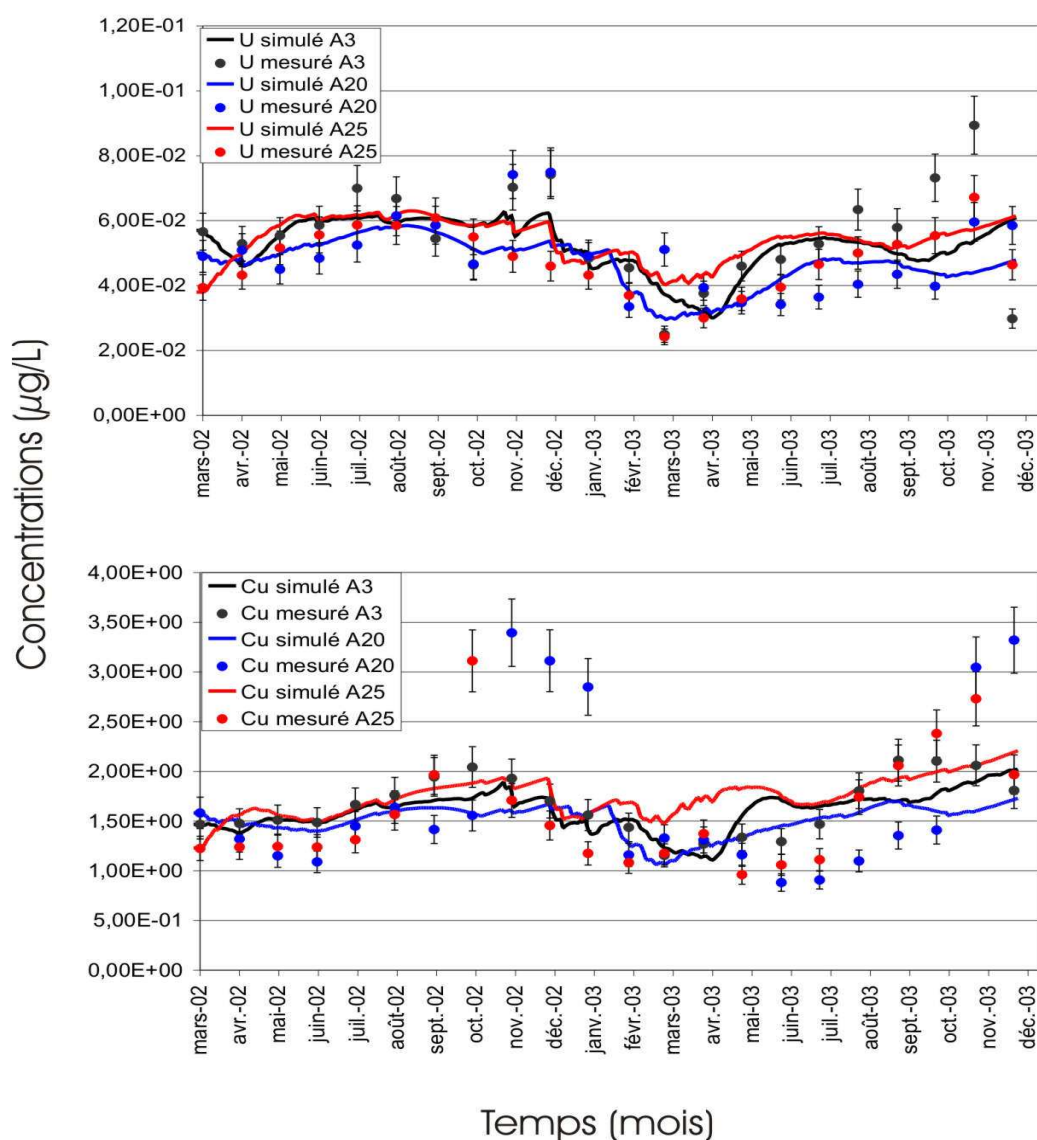 Concentrations (µg/L)
1,20E-01
1,00E-01
8,00E-02
6,00E-02
4,00E-02
2,00E-02
0,00E+00
U simulé A3
U mesuré A3
U simulé A20
U mesuré A20
U simulé A25
U mesuré A25
mars-02
avr.-02
mai-02
juin-02
juil.-02
août-02
sept.-02
oct.-02
nov.-02
déc.-02
janv.-03
févr.-03
mars-03
avr.-03
mai-03
juin-03
juil.-03
août-03
sept.-03
oct.-03
nov.-03
déc.-03
4,00E+00
3,50E+00
3,00E+00
2,50E+00
2,00E+00
1,50E+00
1,00E+00
5,00E-01
0,00E+00
Cu simulé A3
Cu mesuré A3
Cu simulé A20
Cu mesuré A20
Cu simulé A25
Cu mesuré A25
mars-02
avr.-02
mai-02
juin-02
juil.-02
août-02
sept.-02
oct.-02
nov.-02
déc.-02
janv.-03
févr.-03
mars-03
avr.-03
mai-03
juin-03
juil.-03
août-03
sept.-03
oct.-03
nov.-03
déc.-03
Temps (mois)